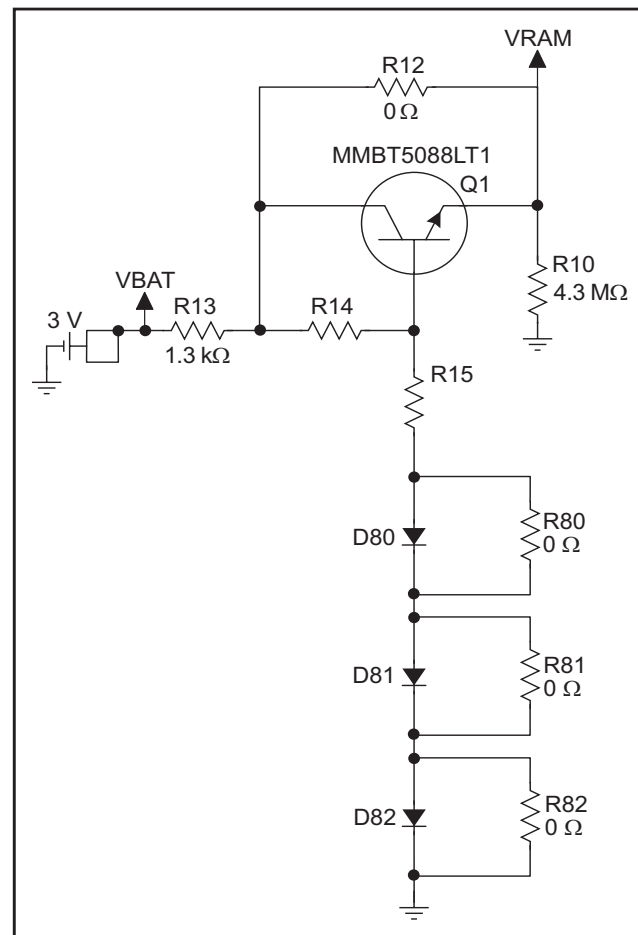 VRAM
R12
0 Ω
MMBT5088LT1
Q1
R10
4.3 MΩ
VBAT
3 V
R13
1.3 kΩ
R14
R15
D80
R80
0 Ω
D81
R81
0 Ω
D82
R82
0 Ω